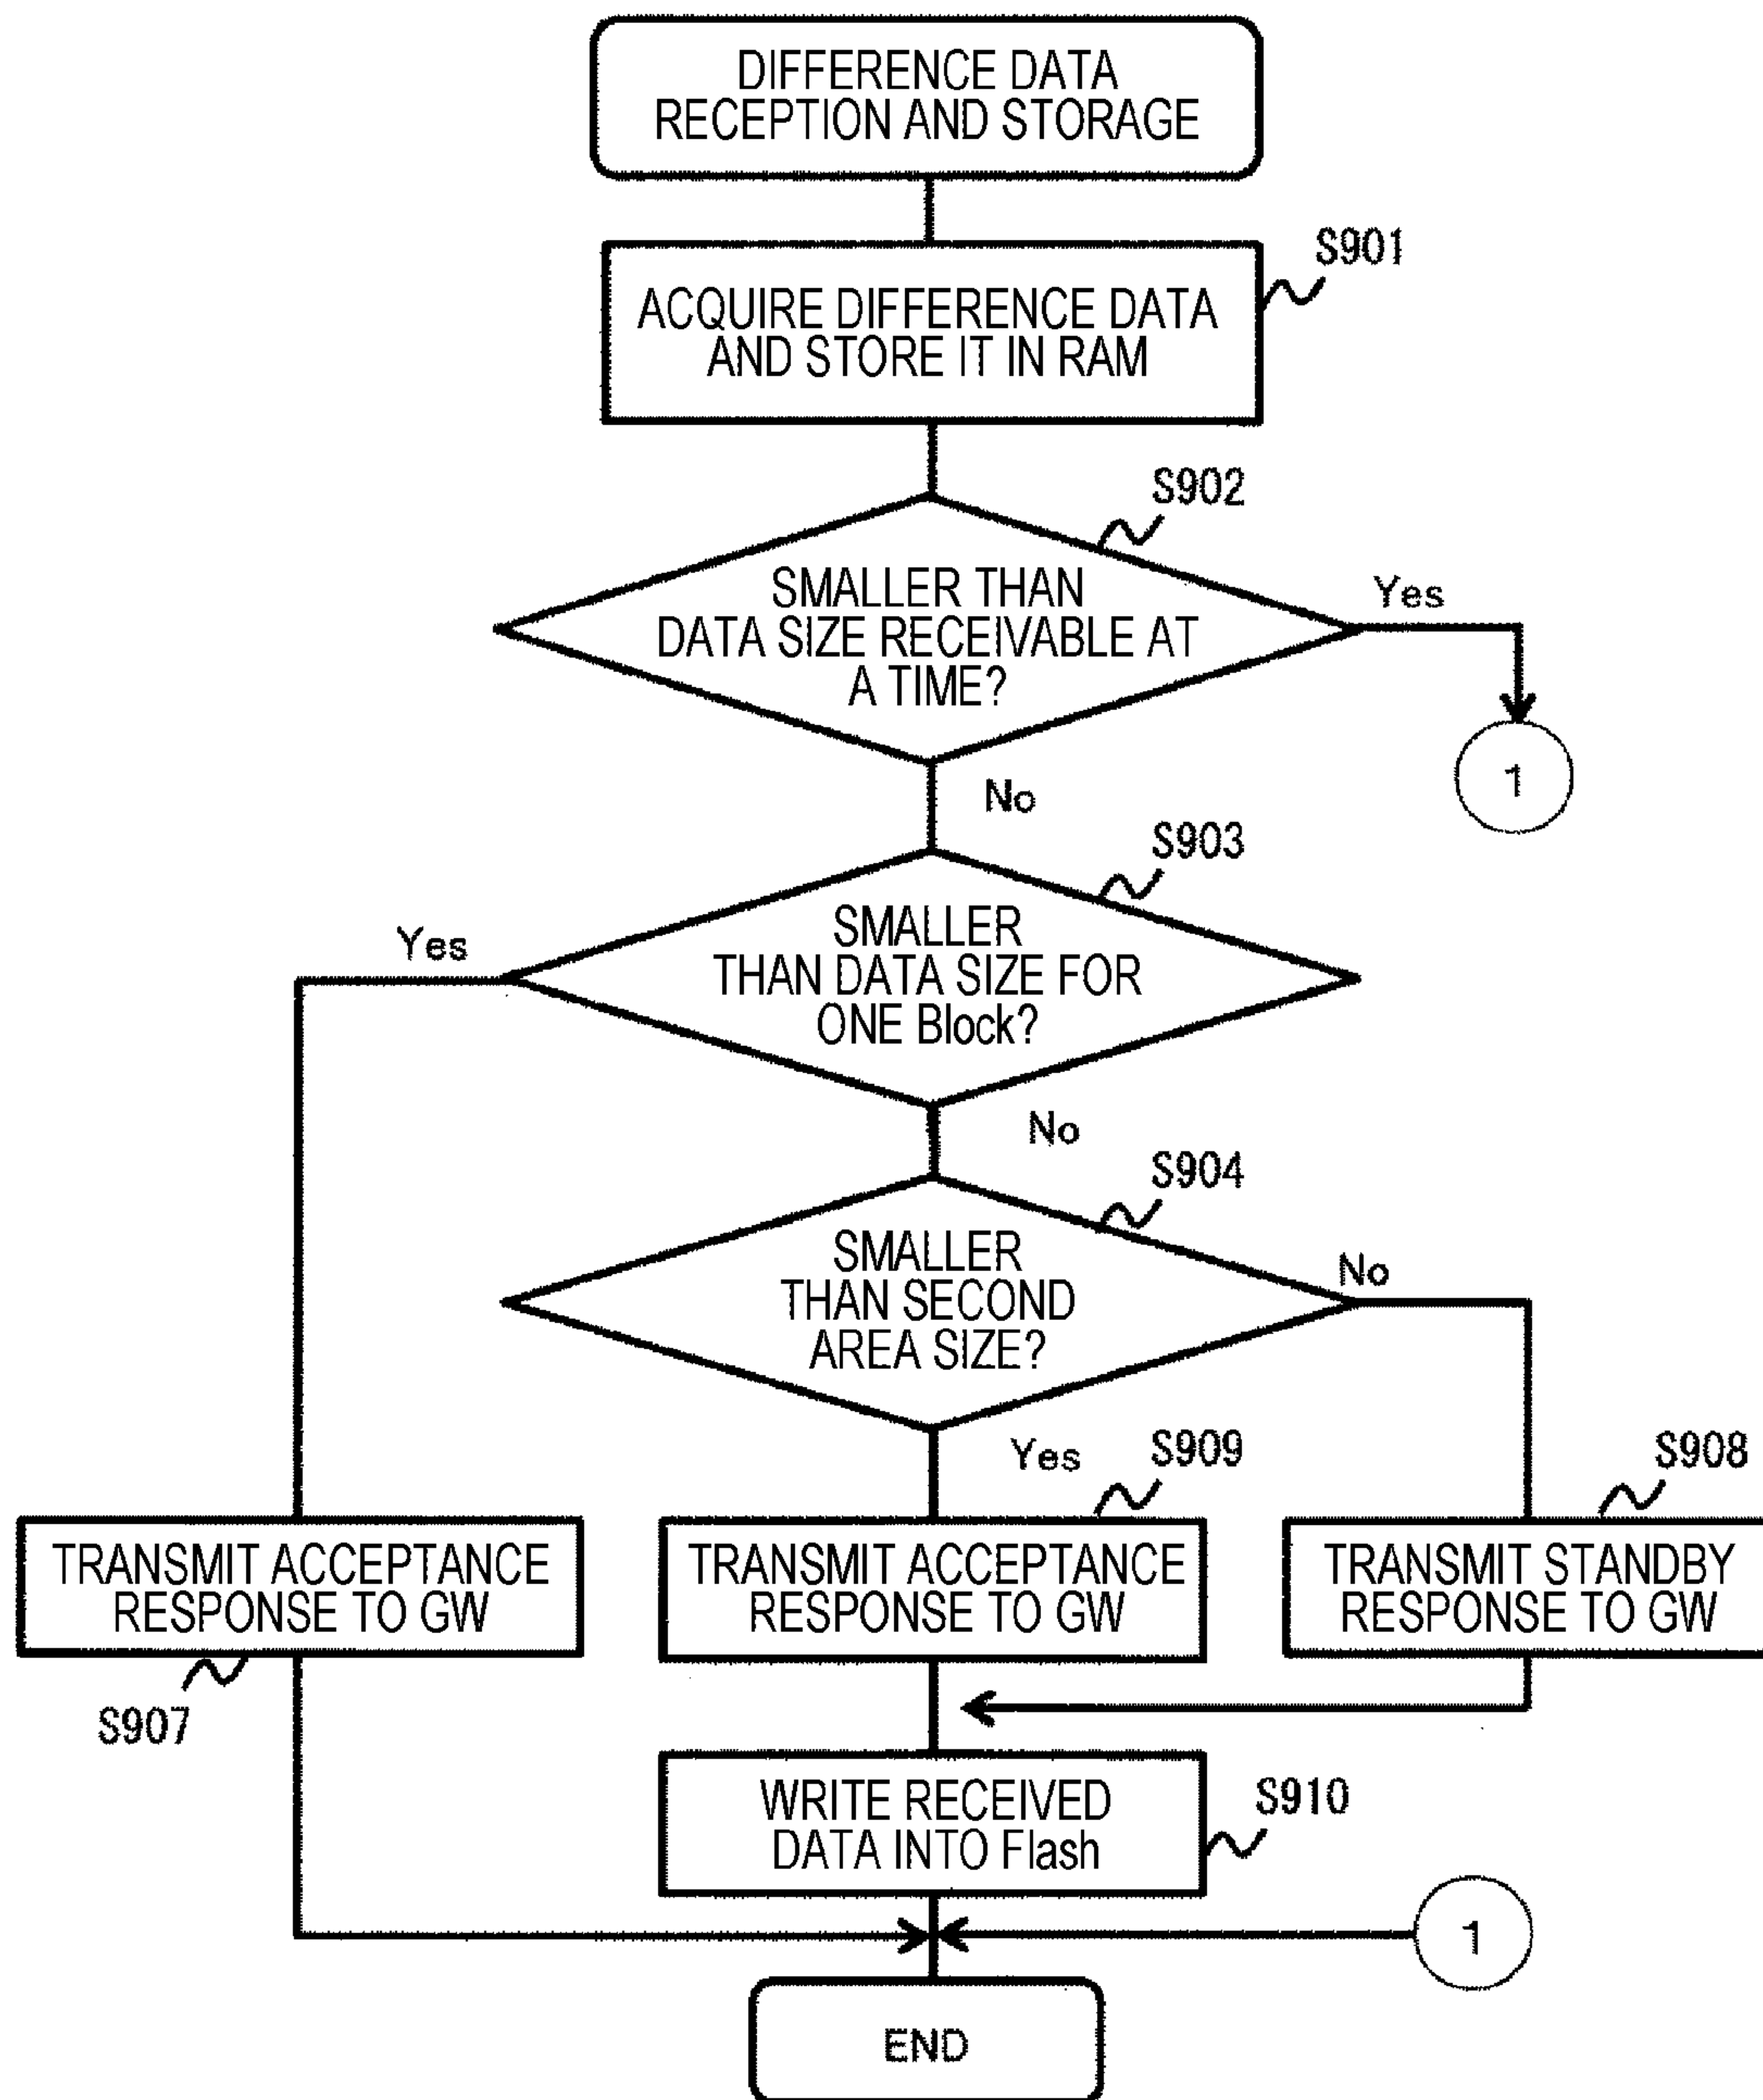 DIFFERENCE DATA
RECEPTION AND STORAGE
S901
ACQUIRE DIFFERENCE DATA
AND STORE IT IN RAM
S902
SMALLER THAN
DATA SIZE RECEIVABLE AT
A TIME?
Yes
1
No
S903
SMALLER
THAN DATA SIZE FOR
ONE Block?
Yes
No
S904
SMALLER
THAN SECOND
AREA SIZE?
No
Yes
S909
S908
TRANSMIT ACCEPTANCE
RESPONSE TO GW
TRANSMIT ACCEPTANCE
RESPONSE TO GW
TRANSMIT STANDBY
RESPONSE TO GW
S907
WRITE RECEIVED
DATA INTO Flash
S910
1
END